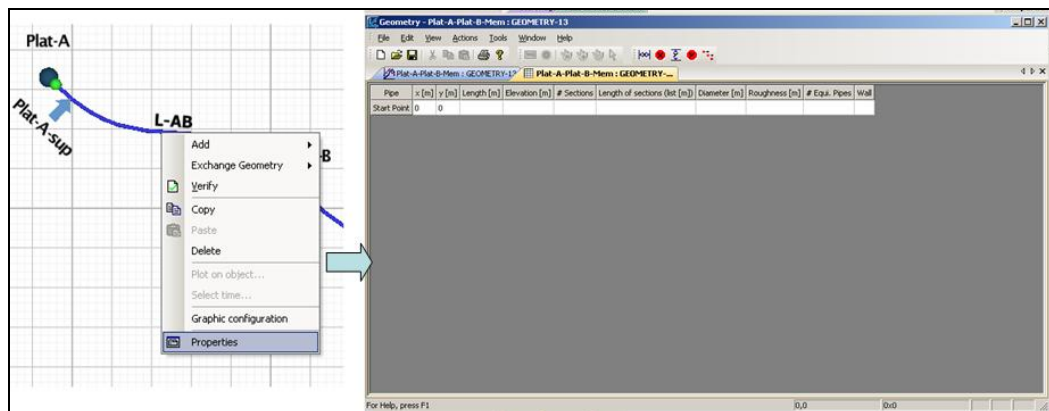 Plat-A
Plat-A-sup
L-AB
-B
Add
Exchange Geometry
Verify
Copy
Paste
Delete
Plot on object...
Select time...
Graphic configuration
Properties
Geometry - Plat-A-Plat-B-Mem : GEOMETRY-13
File Edit View Actions Tools Window Help
Plat-A-Plat-B-Mem : GEOMETRY-13 Plat-A-Plat-B-Mem : GEOMETRY-...
Pipe x [m] y [m] Length [m] Elevation [m] # Sections Length of sections (list [m]) Diameter [m] Roughness [m] # Equi. Pipes Wall
Start Point 0 0
For Help, press F1 0,0 0x0